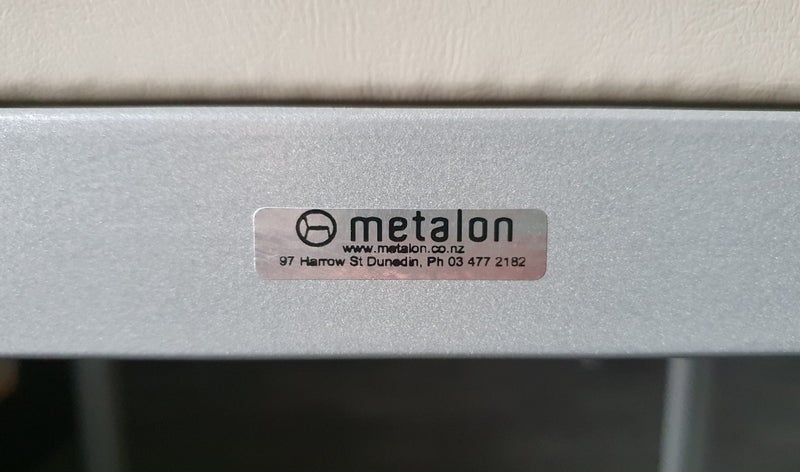 metalon
www.metalon.co.nz
97 Harrow St Dunedin, Ph 03 477 2182